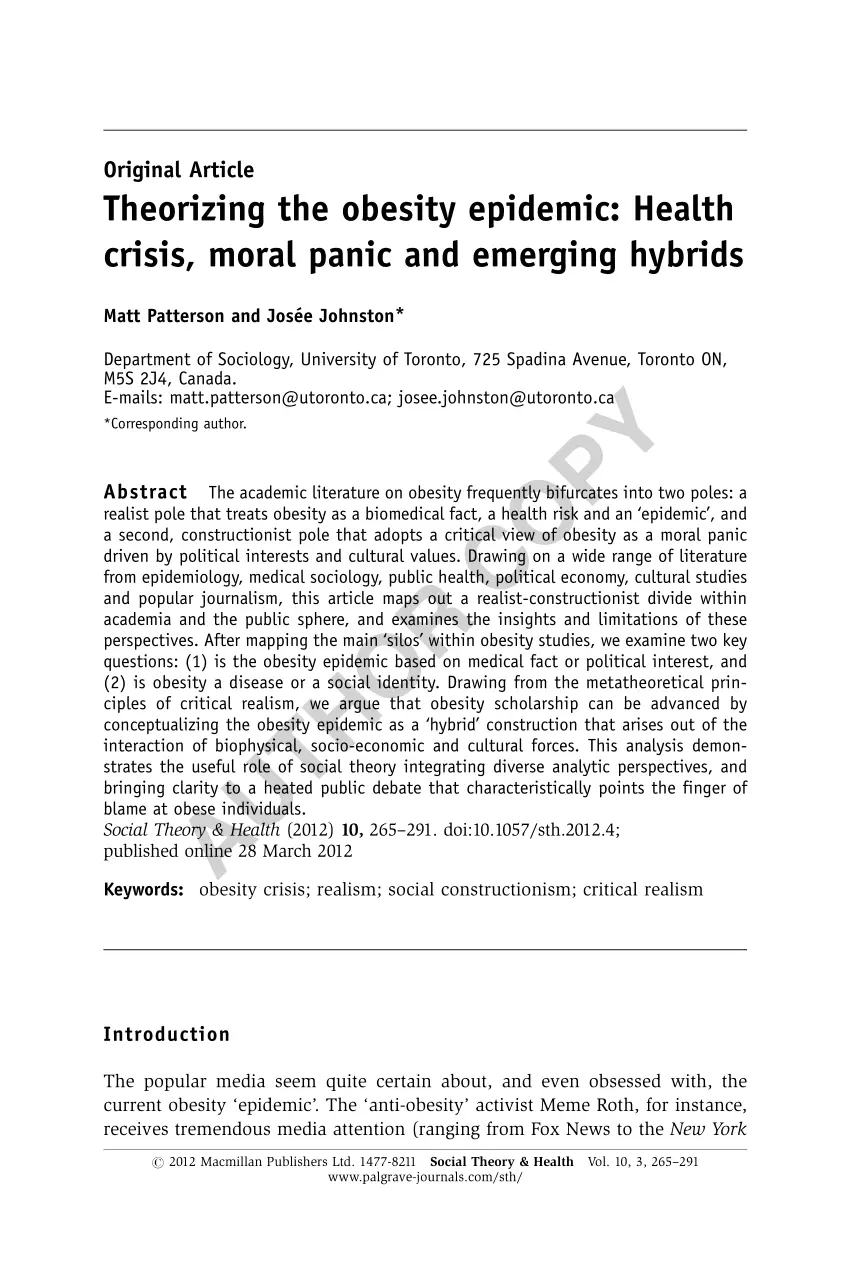 Original Article
Theorizing the obesity epidemic: Health
crisis, moral panic and emerging hybrids
Matt Patterson and Josée Johnston*
Department of Sociology, University of Toronto, 725 Spadina Avenue, Toronto ON,
M5S 2J4, Canada.
E-mails: matt.patterson@utoronto.ca; josee.johnston@utoronto.ca
*Corresponding author.
Abstract The academic literature on obesity frequently bifurcates into two poles: a
realist pole that treats obesity as a biomedical fact, a health risk and an ‘epidemic’, and
a second, constructionist pole that adopts a critical view of obesity as a moral panic
driven by political interests and cultural values. Drawing on a wide range of literature
from epidemiology, medical sociology, public health, political economy, cultural studies
and popular journalism, this article maps out a realist-constructionist divide within
academia and the public sphere, and examines the insights and limitations of these
perspectives. After mapping the main ‘silos’ within obesity studies, we examine two key
questions: (1) is the obesity epidemic based on medical fact or political interest, and
(2) is obesity a disease or a social identity. Drawing from the metatheoretical prin-
ciples of critical realism, we argue that obesity scholarship can be advanced by
conceptualizing the obesity epidemic as a ‘hybrid’ construction that arises out of the
interaction of biophysical, socio-economic and cultural forces. This analysis demon-
strates the useful role of social theory integrating diverse analytic perspectives, and
bringing clarity to a heated public debate that characteristically points the finger of
blame at obese individuals.
Social Theory & Health (2012) 10, 265–291. doi:10.1057/sth.2012.4;
published online 28 March 2012
Keywords: obesity crisis; realism; social constructionism; critical realism
AUTHOR COPY
Introduction
The popular media seem quite certain about, and even obsessed with, the
current obesity ‘epidemic’. The ‘anti-obesity’ activist Meme Roth, for instance,
receives tremendous media attention (ranging from Fox News to the New York
© 2012 Macmillan Publishers Ltd. 1477-8211 Social Theory & Health Vol. 10, 3, 265–291
www.palgrave-journals.com/sth/